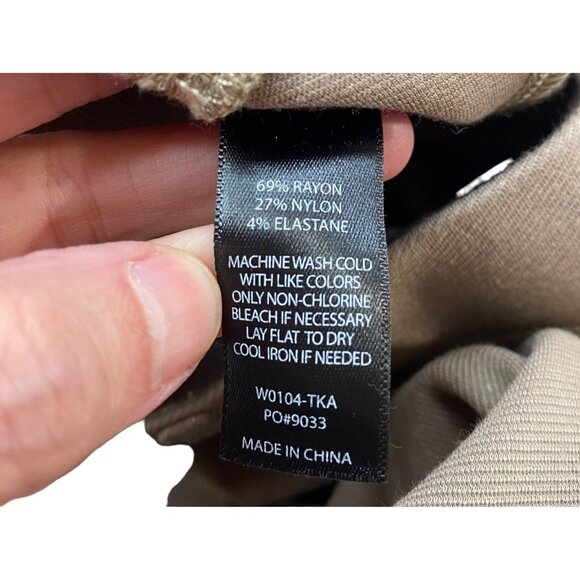 69% RAYON
27% NYLON
4% ELASTANE
MACHINE WASH COLD
WITH LIKE COLORS
ONLY NON-CHLORINE
BLEACH IF NECESSARY
LAY FLAT TO DRY
COOL IRON IF NEEDED
W0104-TKA
PO#9033
MADE IN CHINA